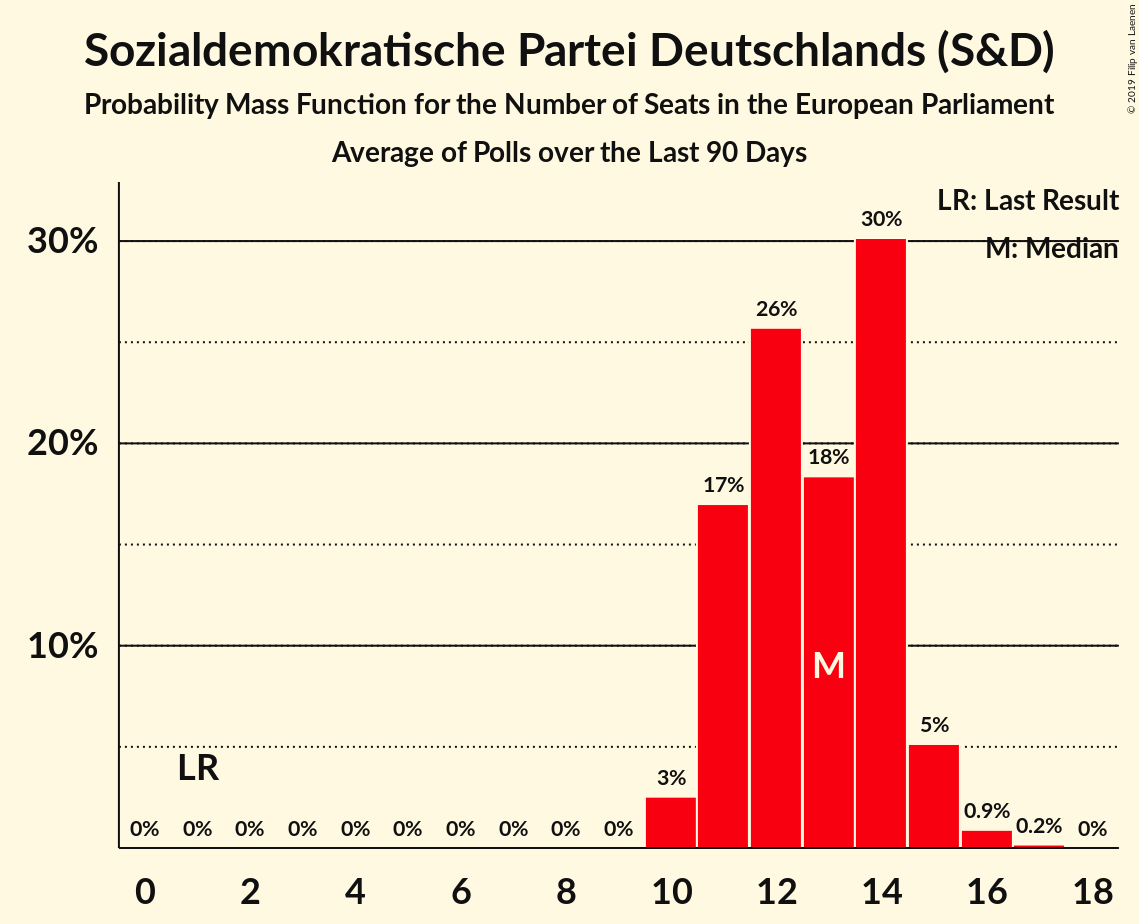 Sozialdemokratische Partei Deutschlands (S&D)
Probability Mass Function for the Number of Seats in the European Parliament
Average of Polls over the Last 90 Days
© 2019 Filip van Laenen
LR: Last Result
M: Median
30%
20%
10%
30%
26%
18%
17%
M
LR
5%
3%
0.9%
0.2%
0% 0% 0% 0% 0% 0% 0% 0% 0% 0% 0%
0 2 4 6 8 10 12 14 16 18